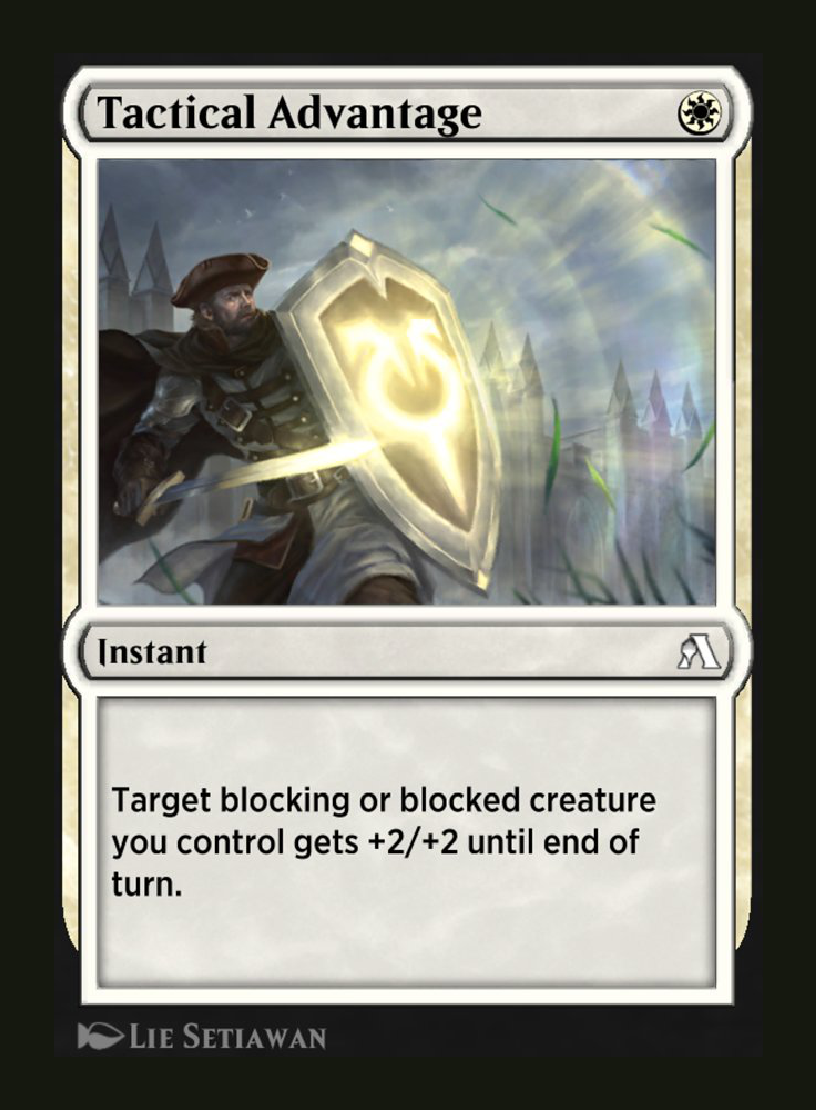 Tactical Advantage
Instant
Target blocking or blocked creature
you control gets +2/+2 until end of
turn.
Lie Setiawan